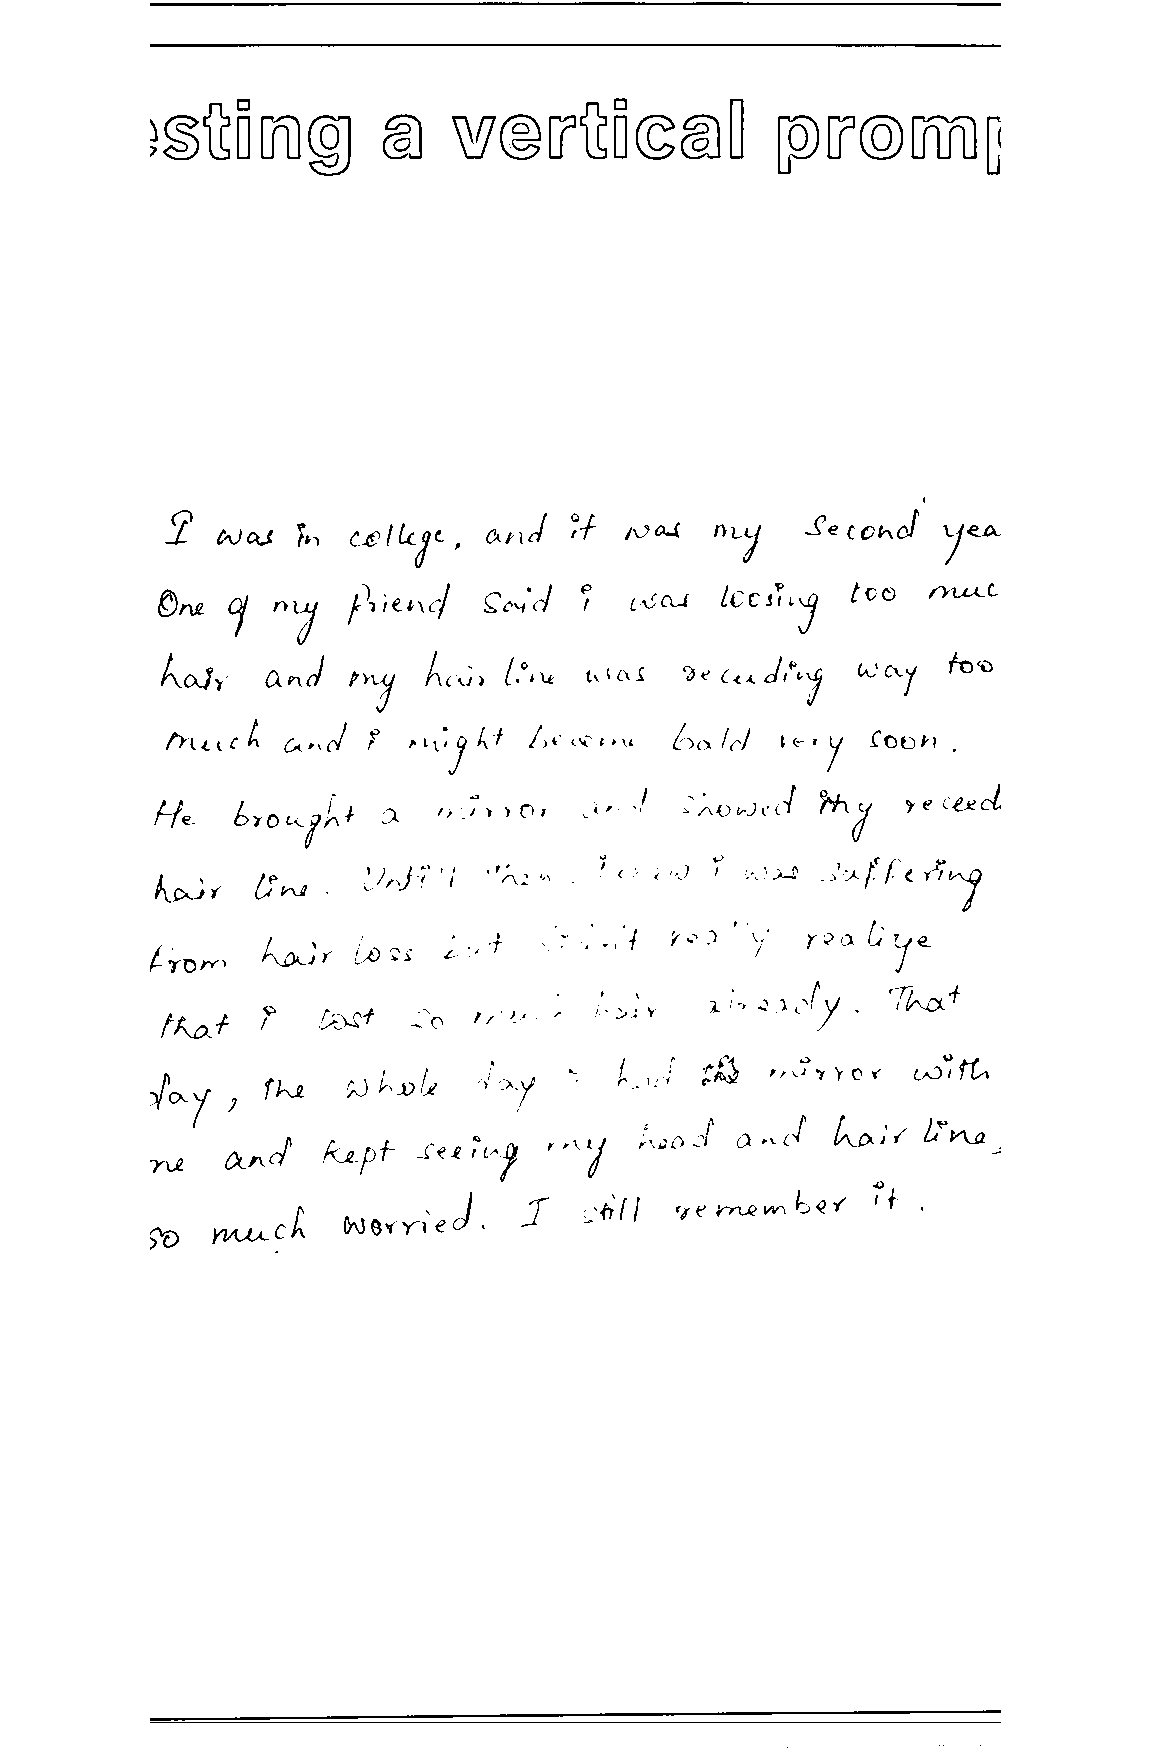 esting a vertical promp
I was in college, and it was my second yea
One of my friend said i was loosing too muc
hair and my hair line was receeding way too
much and i might become bald very soon.
He brought a mirror and showed my receed
hair line. Untill then, I knew i was suffering
from hair loss but didn't really realize
that i lost so much hair already. That
day, the whole day i had the mirror with
me and kept seeing my head and hair line,
so much worried. I still remember it.